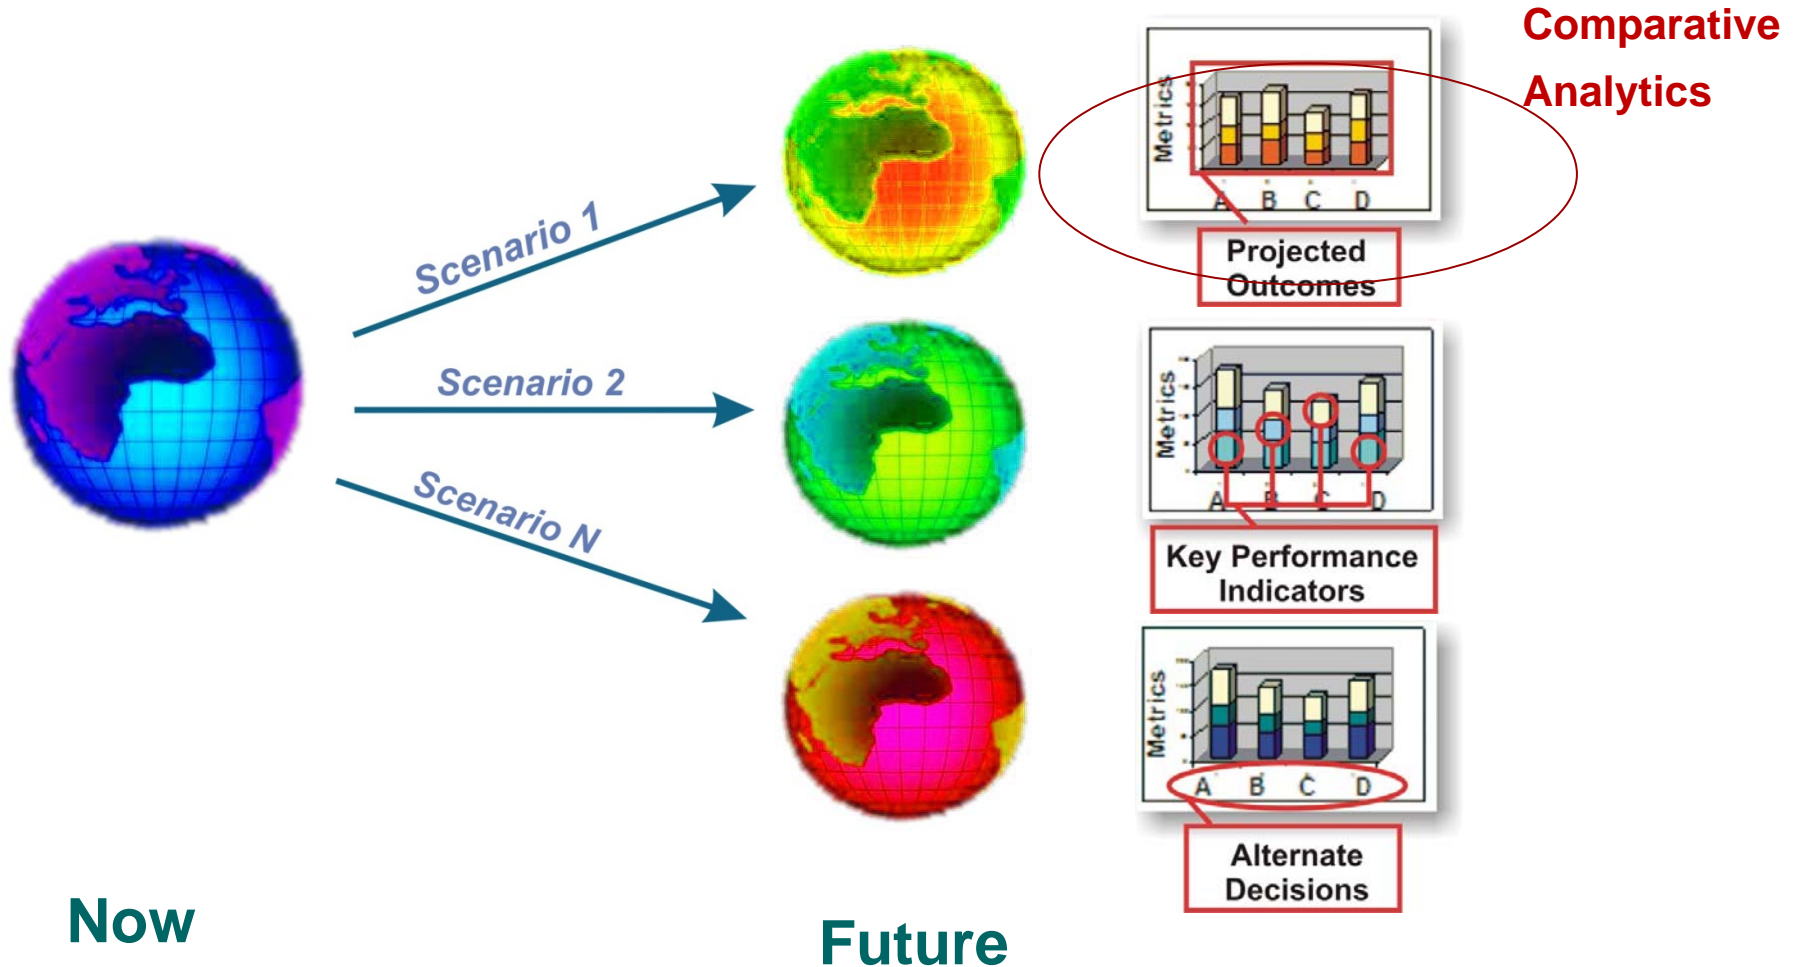 Comparative
Analytics
Scenario 1
Scenario 2
Scenario N
Metrics
A B C D
Projected
Outcomes
Metrics
A B C D
Key Performance
Indicators
Metrics
A B C D
Alternate
Decisions
Now
Future